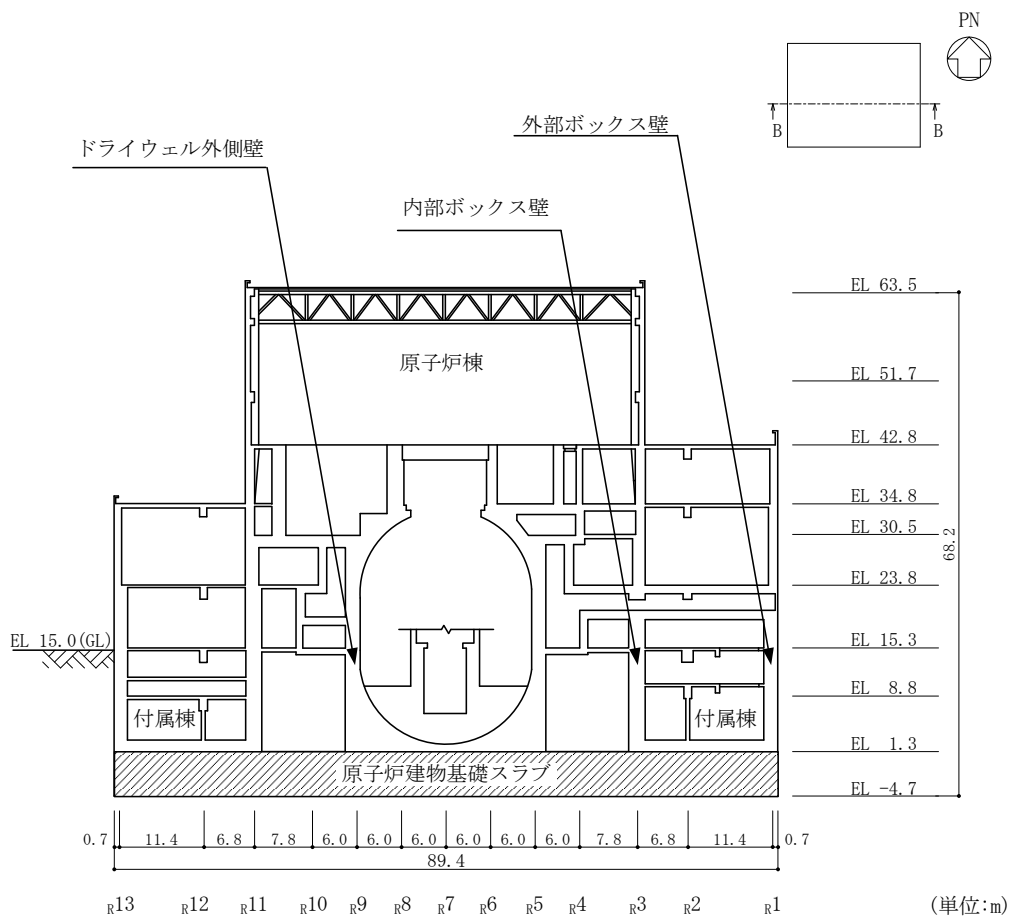 PN
B B
外部ボックス壁
ドライウェル外側壁
内部ボックス壁
EL 63.5
原子炉棟
EL 51.7
EL 42.8
EL 34.8
EL 30.5
68.2
EL 23.8
EL 15.0(GL)
EL 15.3
EL 8.8
付属棟 付属棟
EL 1.3
原子炉建物基礎スラブ
EL -4.7
0.7 11.4 6.8 7.8 6.0 6.0 6.0 6.0 6.0 6.0 7.8 6.8 11.4 0.7
89.4
R13 R12 R11 R10 R9 R8 R7 R6 R5 R4 R3 R2 R1 (単位:m)